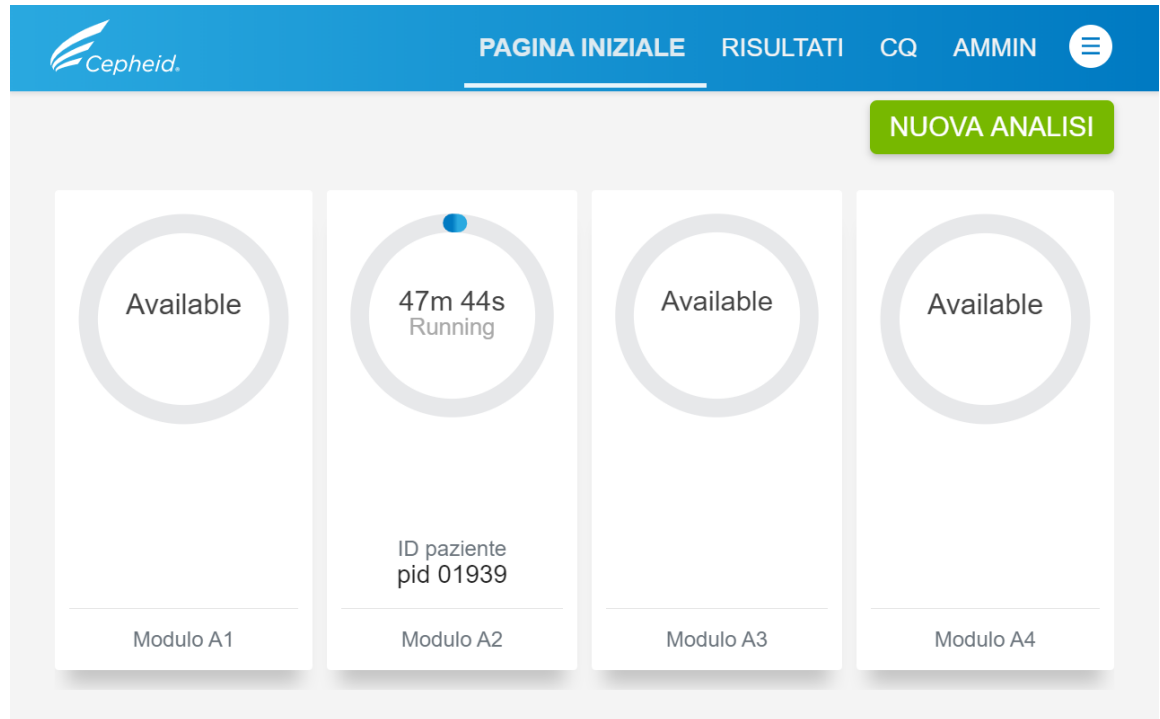 Cepheid.
PAGINA INIZIALE RISULTATI CQ AMMIN
NUOVA ANALISI
Available
47m 44s
Running
Available
Available
ID paziente
pid 01939
Modulo A1
Modulo A2
Modulo A3
Modulo A4